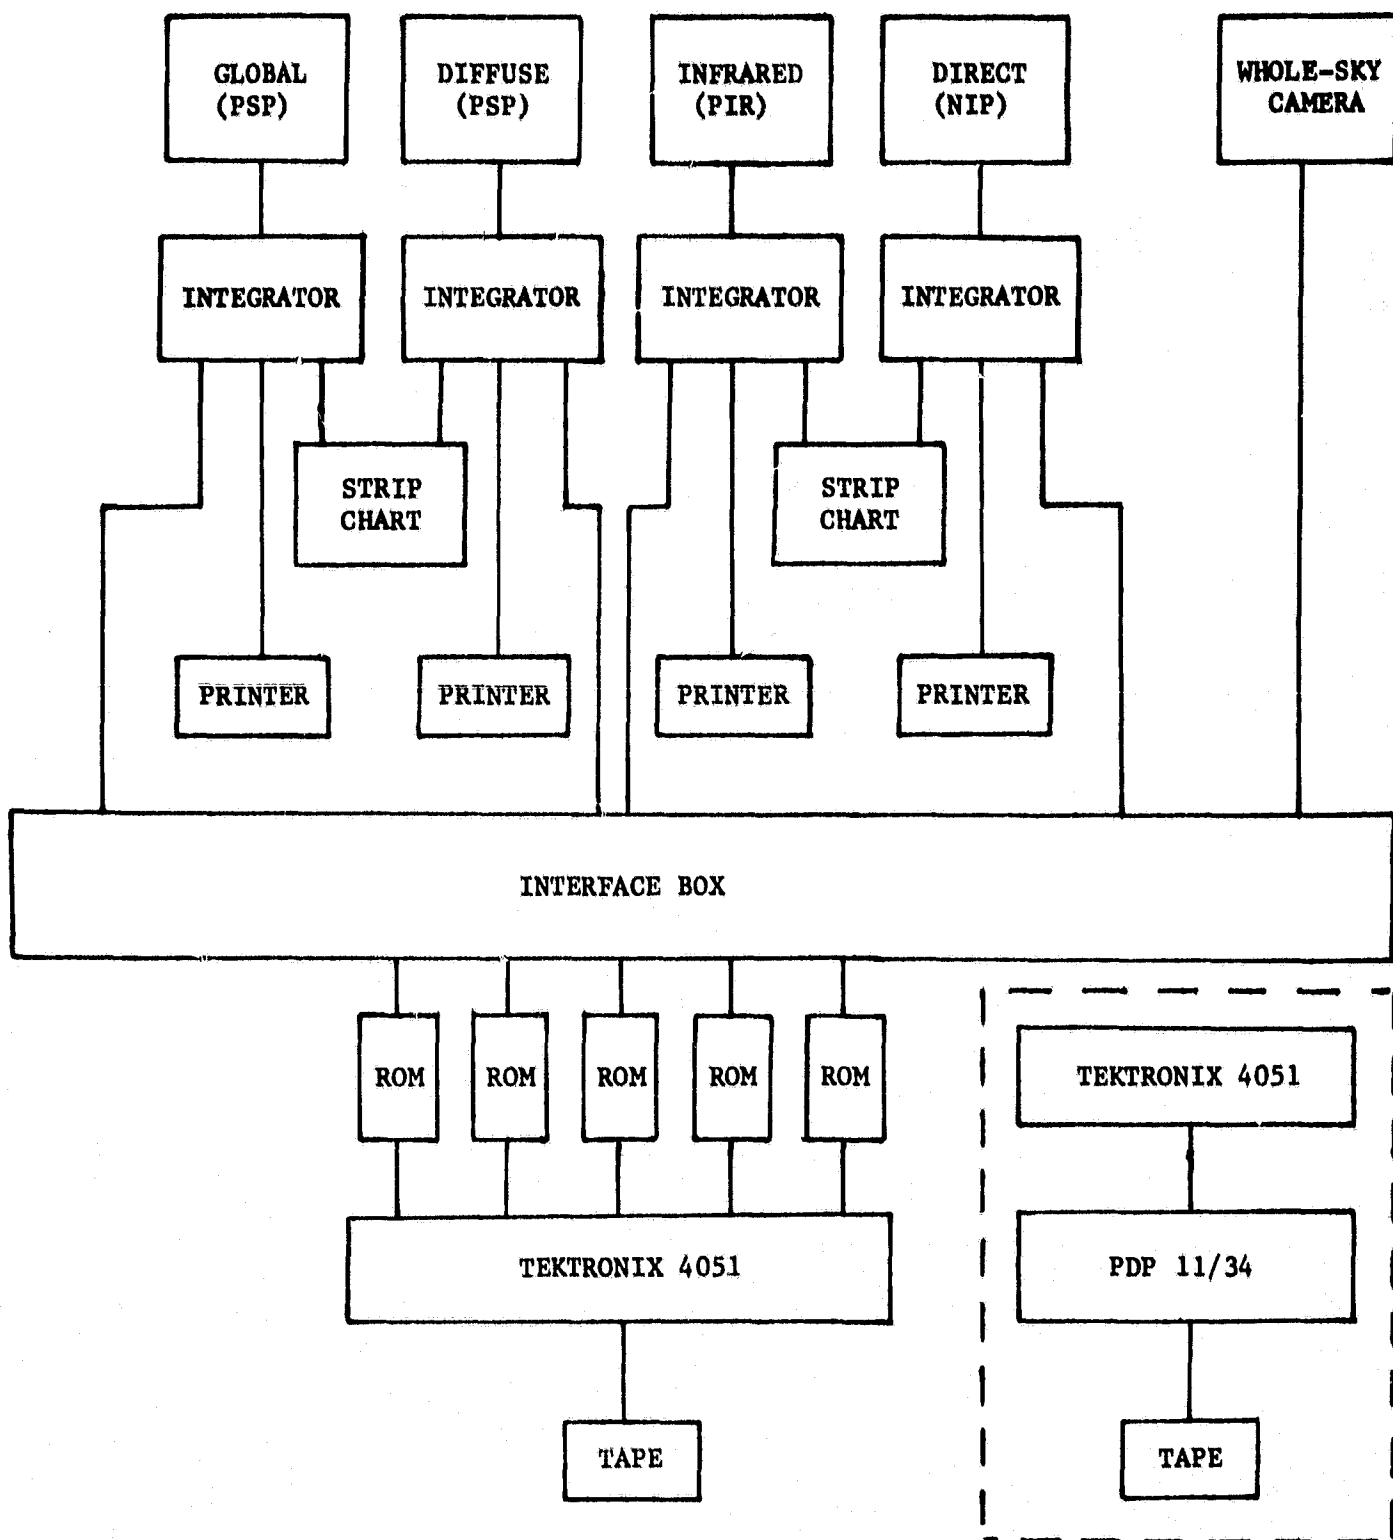 GLOBAL
(PSP)
DIFFUSE
(PSP)
INFRARED
(PIR)
DIRECT
(NIP)
WHOLE-SKY
CAMERA
INTEGRATOR
INTEGRATOR
INTEGRATOR
INTEGRATOR
STRIP
CHART
STRIP
CHART
PRINTER
PRINTER
PRINTER
PRINTER
INTERFACE BOX
ROM
ROM
ROM
ROM
ROM
TEKTRONIX 4051
TAPE
TEKTRONIX 4051
PDP 11/34
TAPE